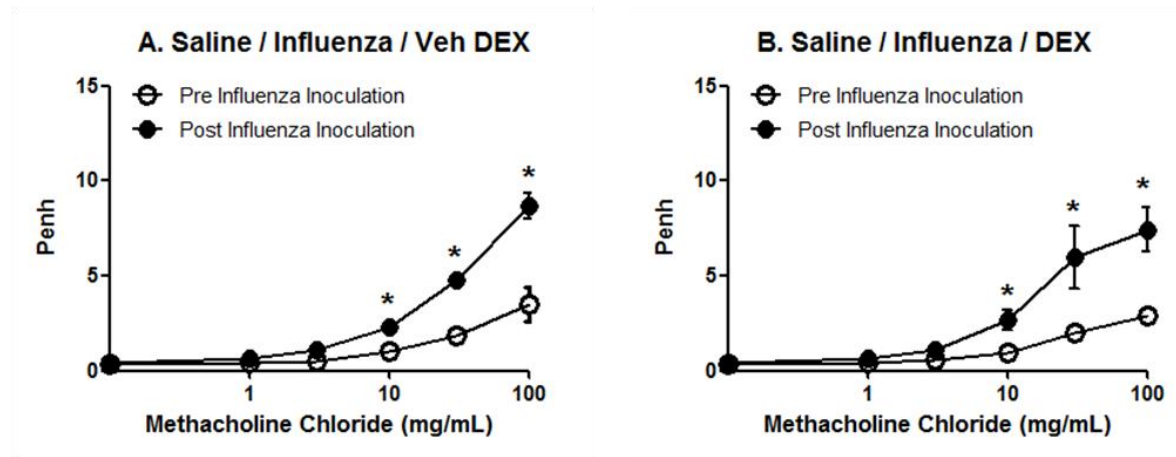 A. Saline / Influenza / Veh DEX
15
Pre Influenza Inoculation
Post Influenza Inoculation
10
5
0
Penh
*
*
*
1
10
100
Methacholine Chloride (mg/mL)
B. Saline / Influenza / DEX
15
Pre Influenza Inoculation
Post Influenza Inoculation
10
5
0
Penh
*
*
*
1
10
100
Methacholine Chloride (mg/mL)